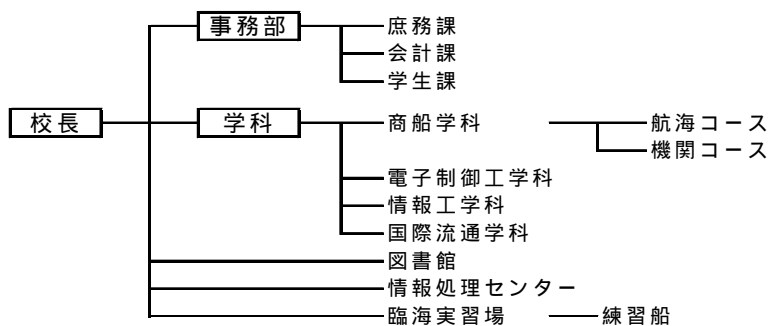 事務部
庶務課
会計課
学生課
校長
学科
商船学科
航海コース
機関コース
電子制御工学科
情報工学科
国際流通学科
図書館
情報処理センター
臨海実習場
練習船